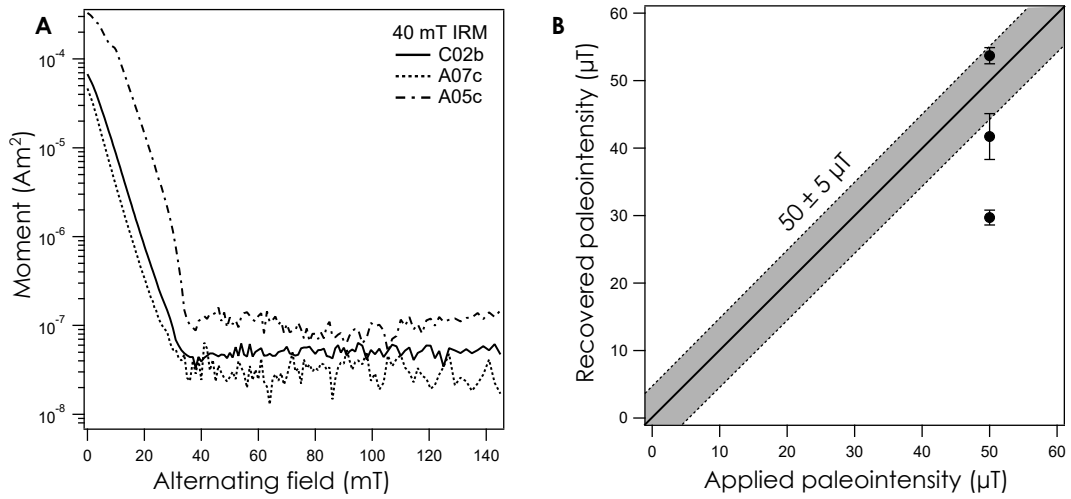 A
40 mT IRM
C02b
A07c
A05c
Moment (Am²)
10⁻⁴
10⁻⁵
10⁻⁶
10⁻⁷
10⁻⁸
0 20 40 60 80 100 120 140
Alternating field (mT)
B
50 ± 5 µT
Recovered paleointensity (µT)
60
50
40
30
20
10
0
0 10 20 30 40 50 60
Applied paleointensity (µT)